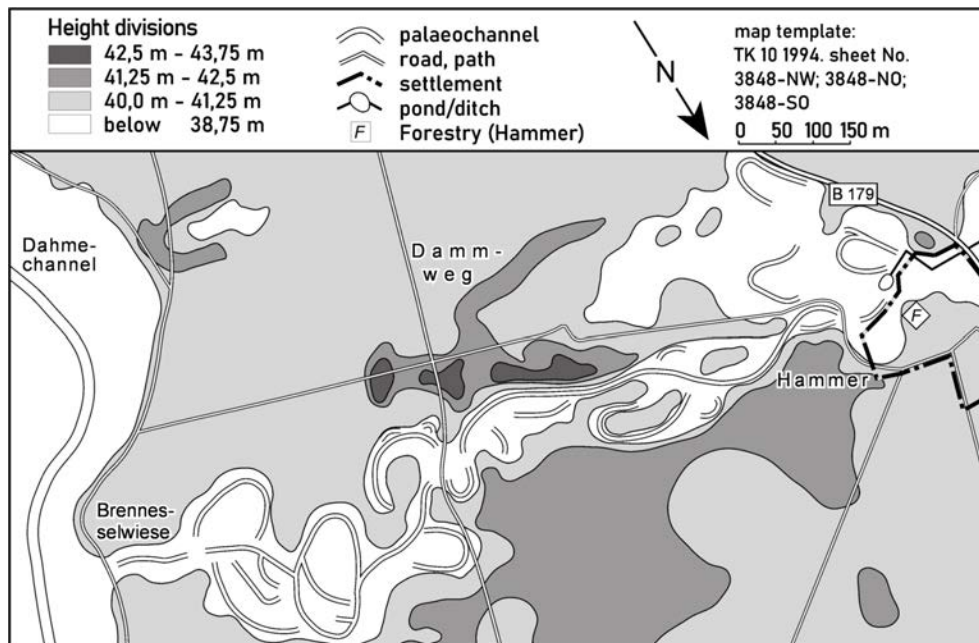 Height divisions
42,5 m – 43,75 m
41,25 m – 42,5 m
40,0 m – 41,25 m
below 38,75 m
palaeochannel
road, path
settlement
pond/ditch
F Forestry (Hammer)
N
map template:
TK 10 1994. sheet No.
3848-NW; 3848-NO;
3848-SO
0 50 100 150 m
B 179
Dahme-
channel
Damm-
weg
F
Hammer
Brennes-
selwiese